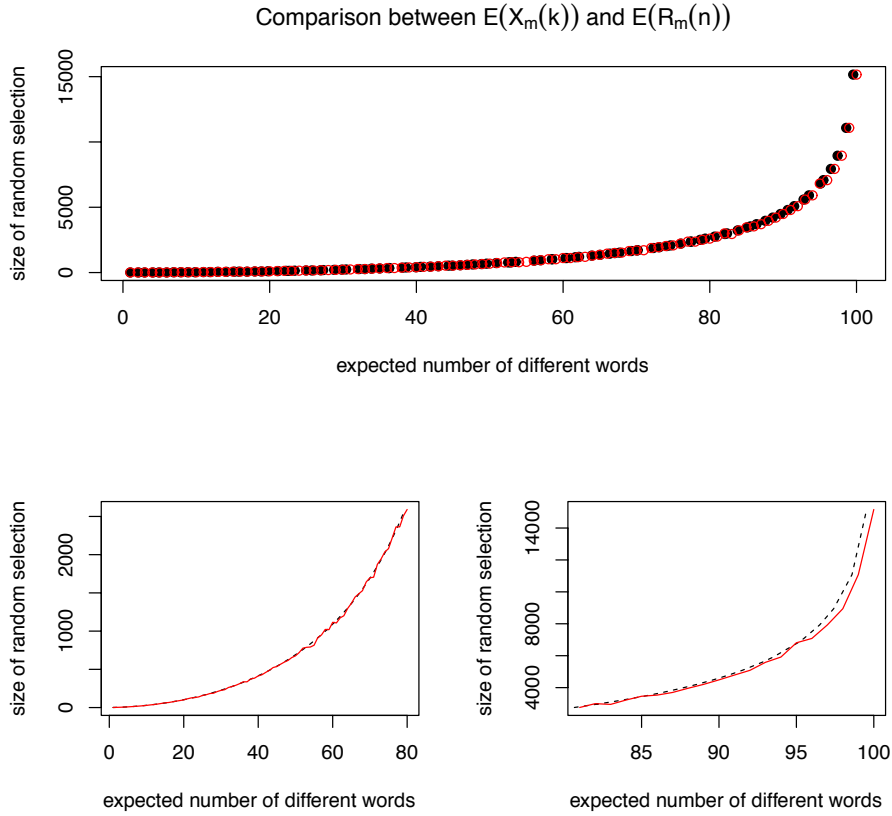 Comparison between E(Xₘ(k)) and E(Rₘ(n))
size of random selection
15000
5000
0
0 20 40 60 80 100
expected number of different words
size of random selection
2000
1000
0
0 20 40 60 80
expected number of different words
size of random selection
14000
8000
4000
85 90 95 100
expected number of different words